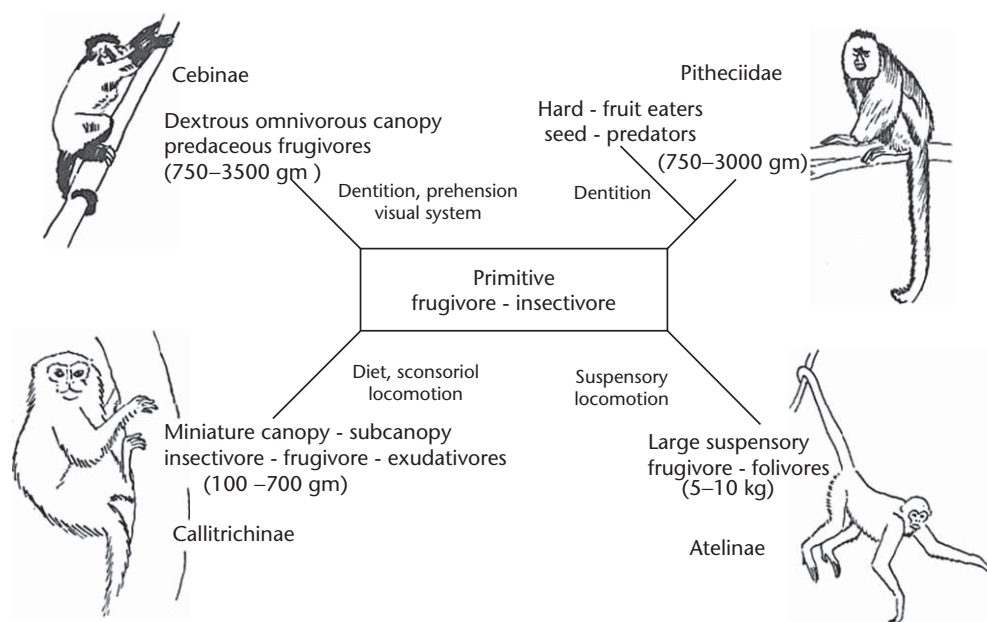 Cebinae
Dextrous omnivorous canopy
predaceous frugivores
(750–3500 gm )
Dentition, prehension
visual system
Pitheciidae
Hard - fruit eaters
seed - predators
(750–3000 gm)
Dentition
Primitive
frugivore - insectivore
Diet, sconsoriol
locomotion
Miniature canopy - subcanopy
insectivore - frugivore - exudativores
(100 –700 gm)
Callitrichinae
Suspensory
locomotion
Large suspensory
frugivore - folivores
(5–10 kg)
Atelinae